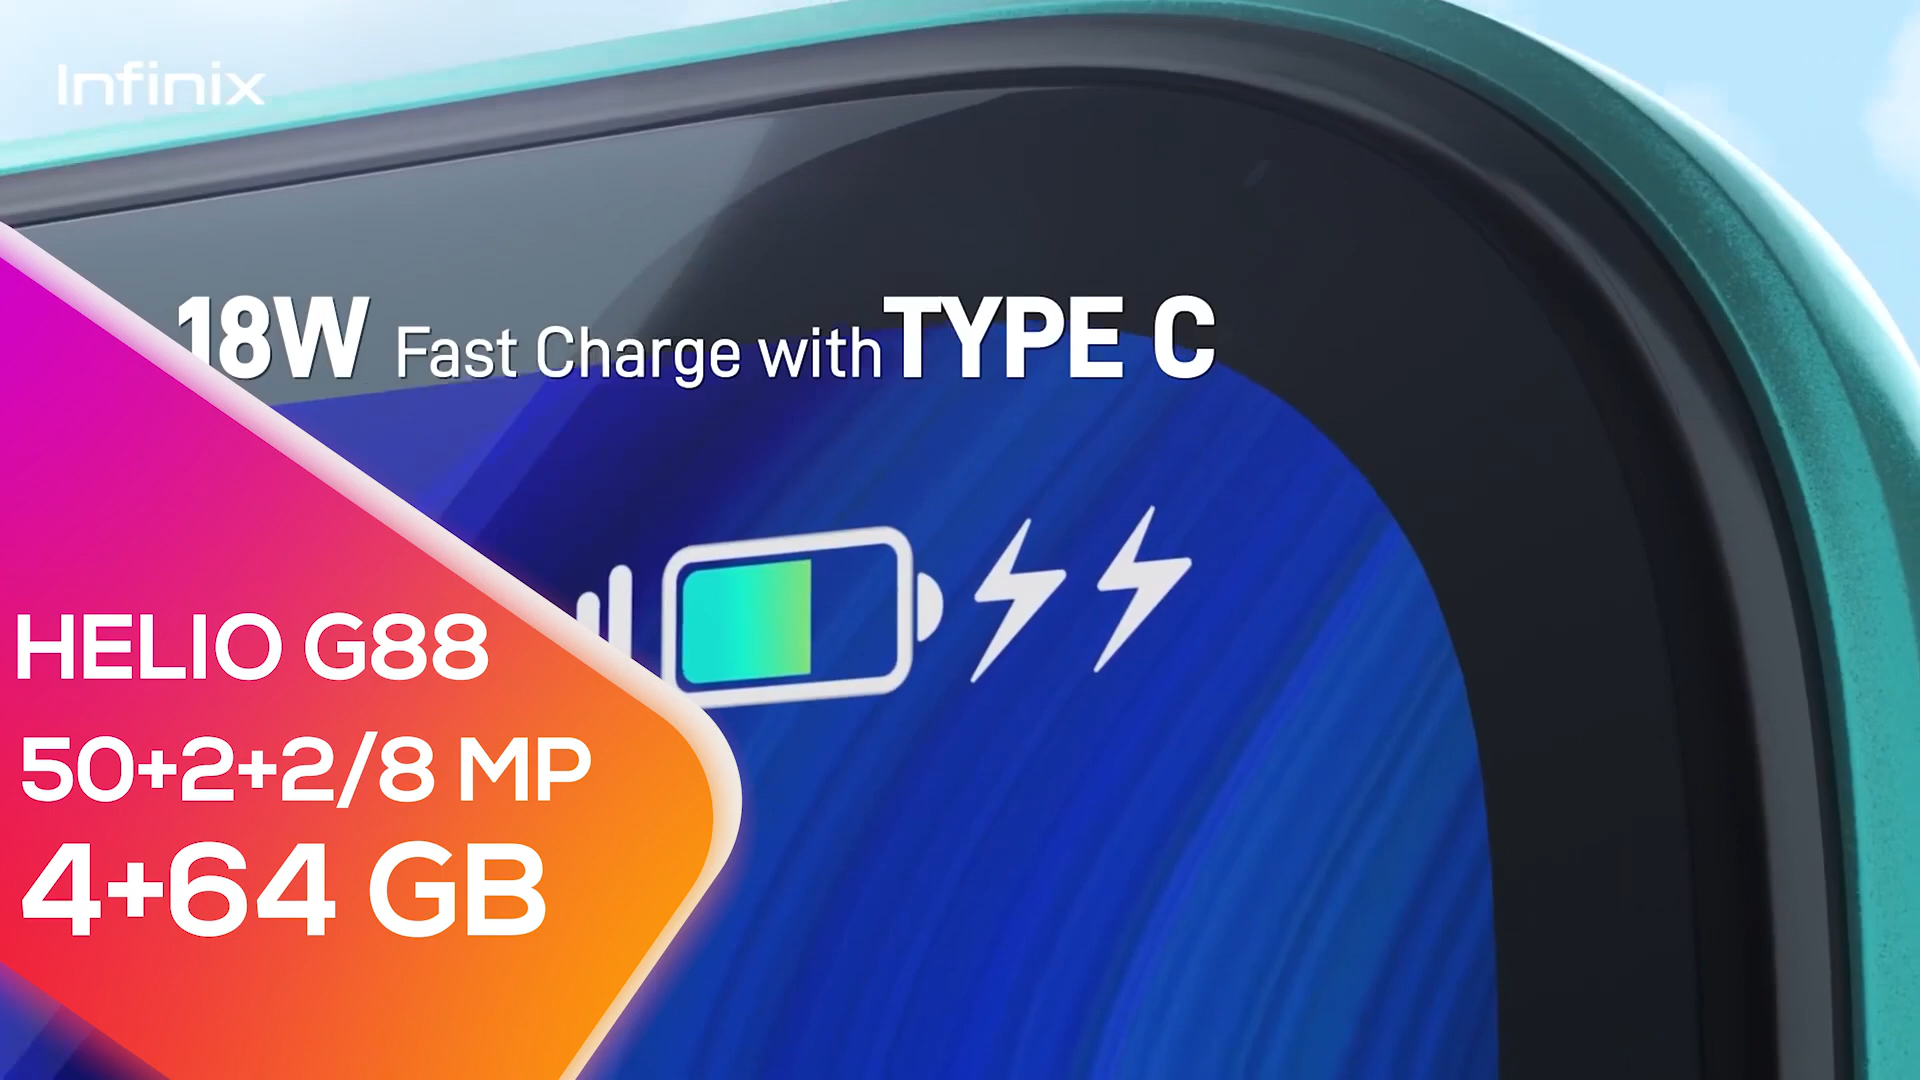 Infinix
18W Fast Charge with TYPE C
HELIO G88
50+2+2/8 MP
4+64 GB